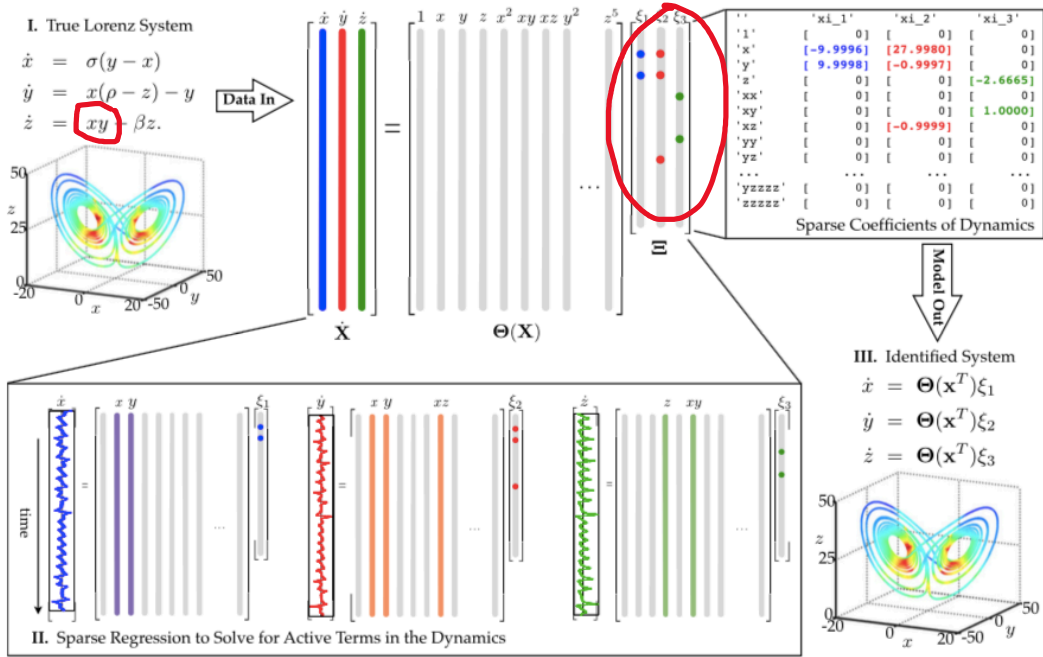 I. True Lorenz System
ẋ = σ(y − x)
ẏ = x(ρ − z) − y
ż = xy − βz.
50
25
0
z
-20
0
20
x
-50
50
y
Data In
ẋ ẏ ż
Ẋ
=
1 x y z x² xy xz y² z⁵
...
Θ(X)
ξ₁ ξ₂ ξ₃
Ξ
' ' 'xi_1' 'xi_2' 'xi_3'
'1' [ 0] [ 0] [ 0]
'x' [-9.9996] [27.9980] [ 0]
'y' [ 9.9998] [-0.9997] [ 0]
'z' [ 0] [ 0] [-2.6665]
'xx' [ 0] [ 0] [ 0]
'xy' [ 0] [ 0] [ 1.0000]
'xz' [ 0] [-0.9999] [ 0]
'yy' [ 0] [ 0] [ 0]
'yz' [ 0] [ 0] [ 0]
... ... ... ...
'yzzzz' [ 0] [ 0] [ 0]
'zzzzz' [ 0] [ 0] [ 0]
Sparse Coefficients of Dynamics
Model Out
III. Identified System
ẋ = Θ(xᵀ)ξ₁
ẏ = Θ(xᵀ)ξ₂
ż = Θ(xᵀ)ξ₃
50
25
0
z
-20
0
20
x
-50
50
y
time
ẋ = x y ... ξ₁
ẏ = x y xz ... ξ₂
ż = z xy ... ξ₃
II. Sparse Regression to Solve for Active Terms in the Dynamics